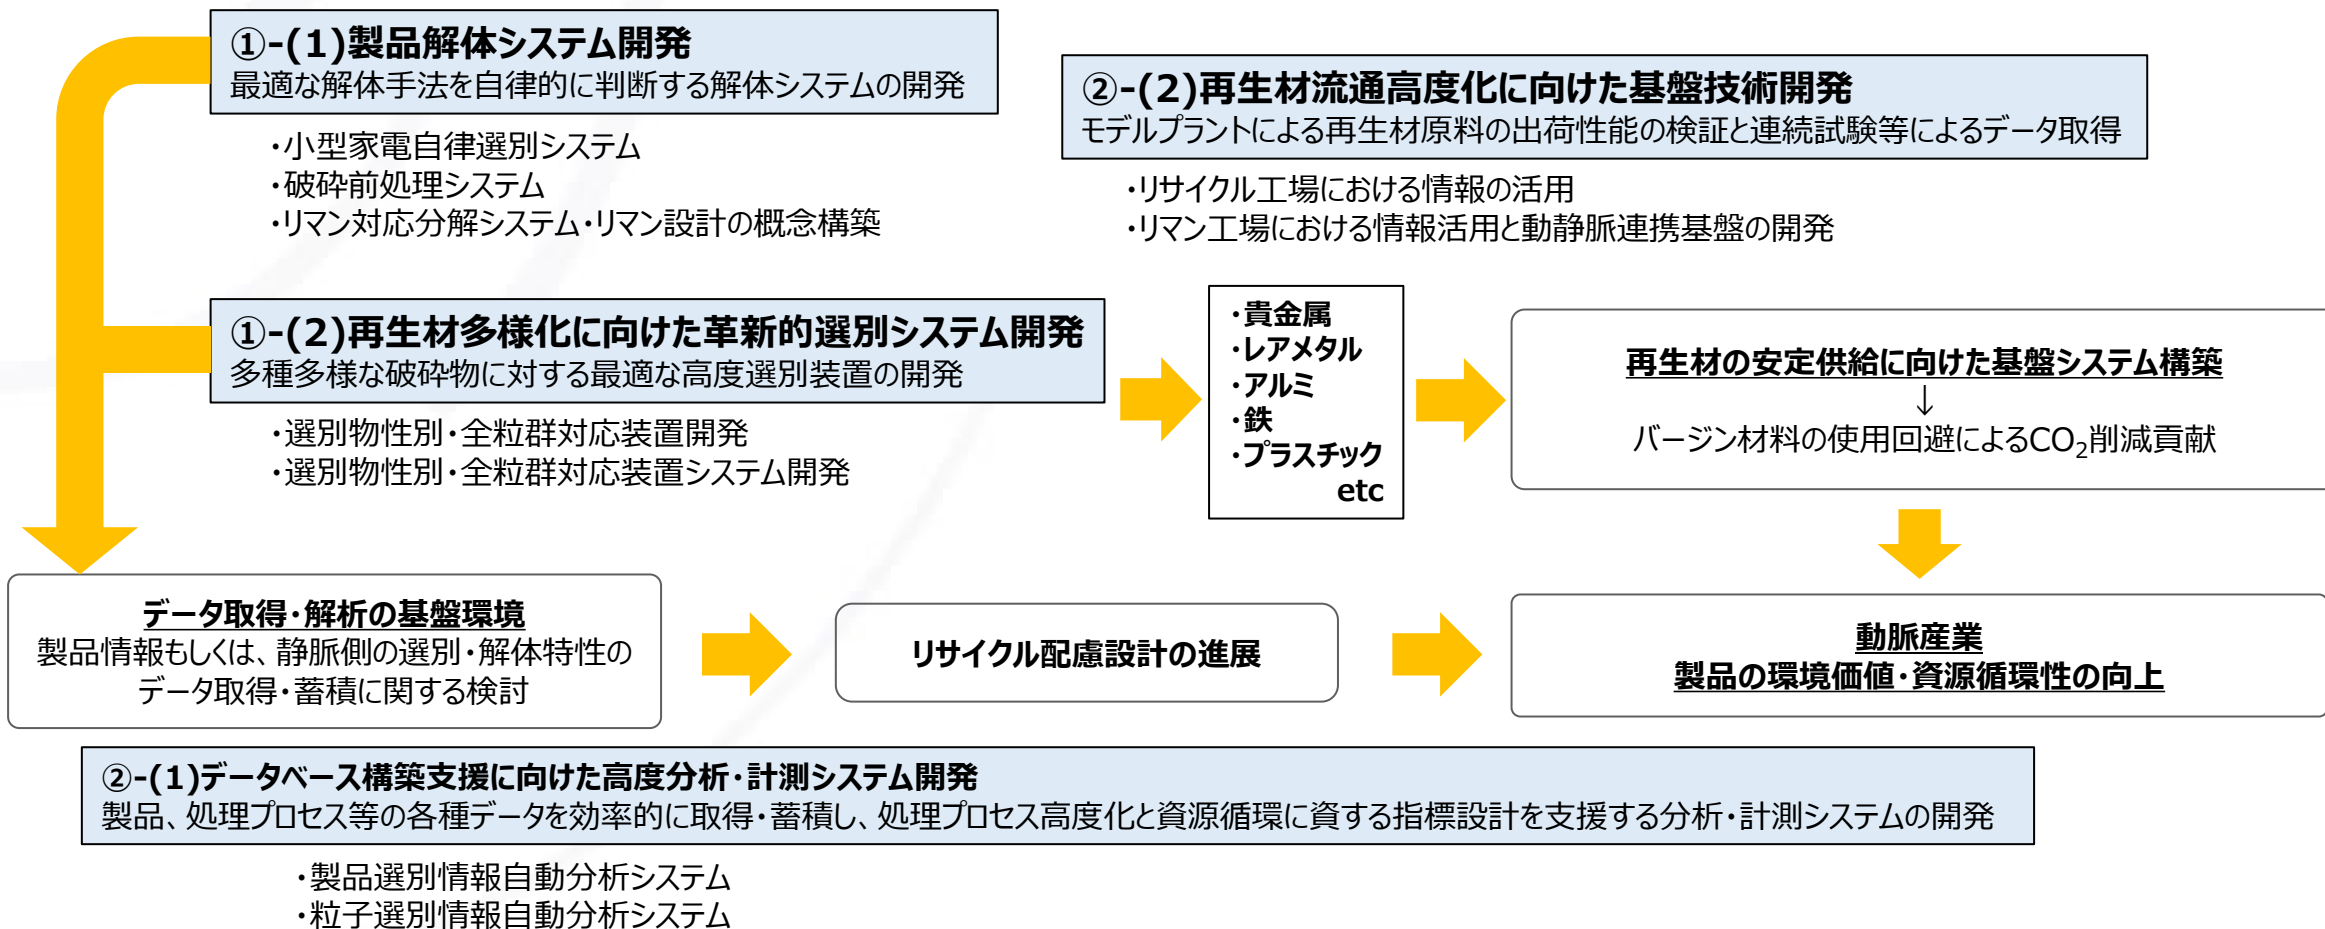 ①-(1)製品解体システム開発
最適な解体手法を自律的に判断する解体システムの開発
・小型家電自律選別システム
・破砕前処理システム
・リマン対応分解システム・リマン設計の概念構築
②-(2)再生材流通高度化に向けた基盤技術開発
モデルプラントによる再生材原料の出荷性能の検証と連続試験等によるデータ取得
・リサイクル工場における情報の活用
・リマン工場における情報活用と動静脈連携基盤の開発
①-(2)再生材多様化に向けた革新的選別システム開発
多種多様な破砕物に対する最適な高度選別装置の開発
・選別物性別・全粒群対応装置開発
・選別物性別・全粒群対応装置システム開発
・貴金属
・レアメタル
・アルミ
・鉄
・プラスチック
etc
再生材の安定供給に向けた基盤システム構築
↓
バージン材料の使用回避によるCO₂削減貢献
データ取得・解析の基盤環境
製品情報もしくは、静脈側の選別・解体特性の
データ取得・蓄積に関する検討
リサイクル配慮設計の進展
動脈産業
製品の環境価値・資源循環性の向上
②-(1)データベース構築支援に向けた高度分析・計測システム開発
製品、処理プロセス等の各種データを効率的に取得・蓄積し、処理プロセス高度化と資源循環に資する指標設計を支援する分析・計測システムの開発
・製品選別情報自動分析システム
・粒子選別情報自動分析システム